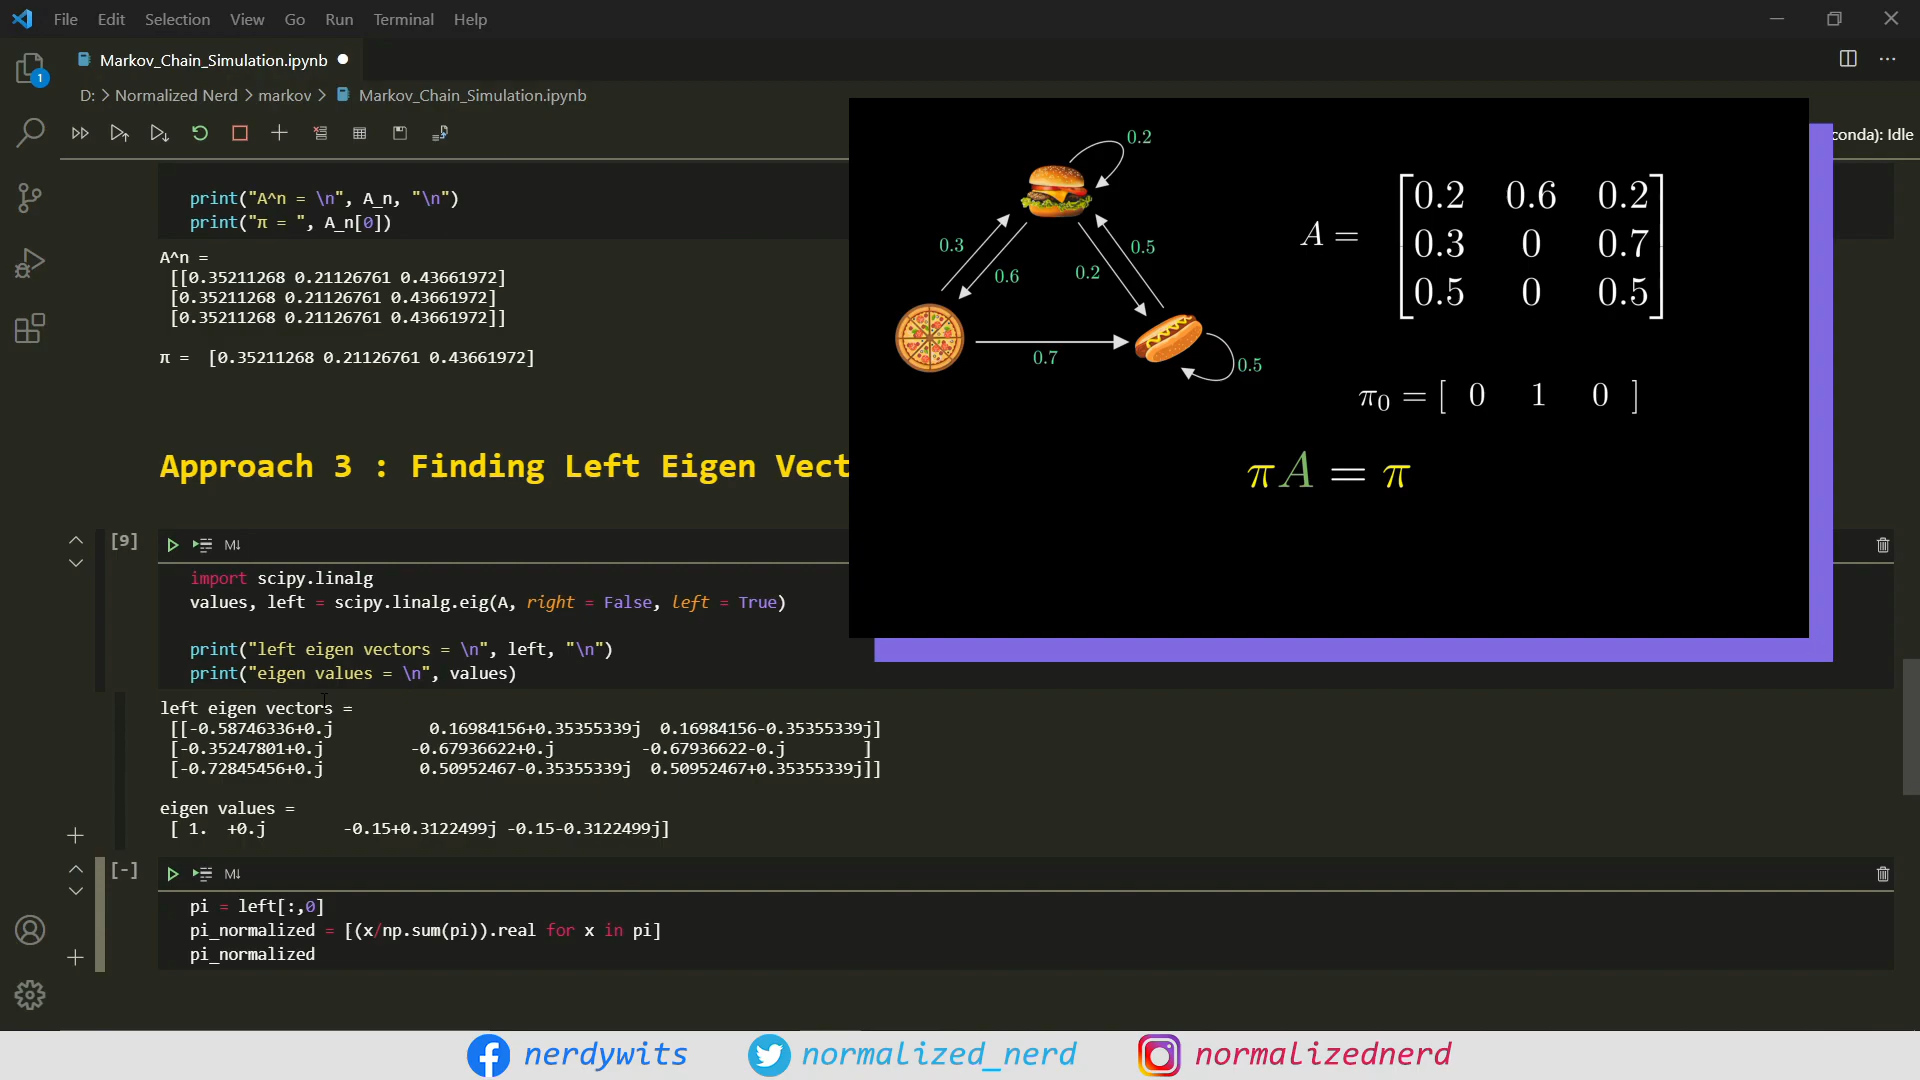 File Edit Selection View Go Run Terminal Help
1
Markov_Chain_Simulation.ipynb
D: > Normalized Nerd > markov > Markov_Chain_Simulation.ipynb
conda): Idle
print("A^n = \n", A_n, "\n")
print("π = ", A_n[0])
A^n =
[[0.35211268 0.21126761 0.43661972]
[0.35211268 0.21126761 0.43661972]
[0.35211268 0.21126761 0.43661972]]
π = [0.35211268 0.21126761 0.43661972]
Approach 3 : Finding Left Eigen Vect
[9]
M↓
import scipy.linalg
values, left = scipy.linalg.eig(A, right = False, left = True)
print("left eigen vectors = \n", left, "\n")
print("eigen values = \n", values)
left eigen vectors =
[[-0.58746336+0.j 0.16984156+0.35355339j 0.16984156-0.35355339j]
[-0.35247801+0.j -0.67936622+0.j -0.67936622-0.j ]
[-0.72845456+0.j 0.50952467-0.35355339j 0.50952467+0.35355339j]]
eigen values =
[ 1. +0.j -0.15+0.3122499j -0.15-0.3122499j]
[-]
M↓
pi = left[:,0]
pi_normalized = [(x/np.sum(pi)).real for x in pi]
pi_normalized
0.2
0.3
0.6
0.2
0.5
0.7
0.5
A =
0.2 0.6 0.2
0.3 0 0.7
0.5 0 0.5
π₀ = [ 0 1 0 ]
πA = π
nerdywits
normalized_nerd
normalizednerd